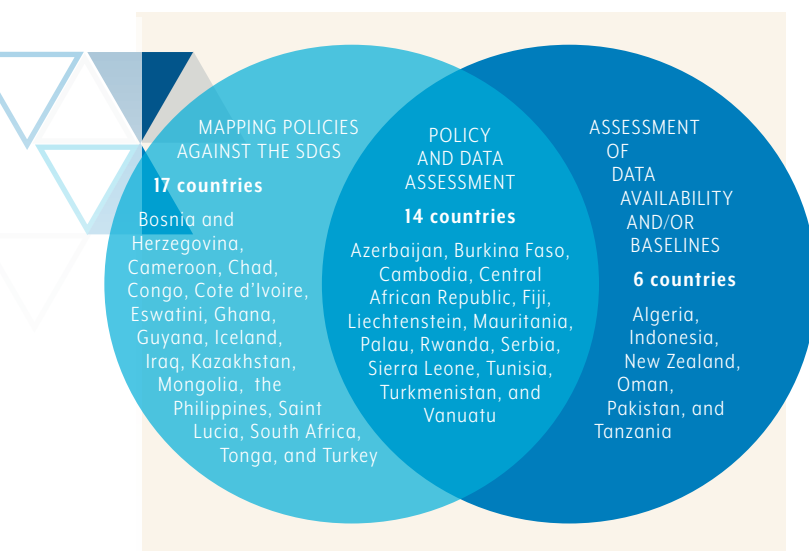 MAPPING POLICIES
AGAINST THE SDGS
17 countries
Bosnia and
Herzegovina,
Cameroon, Chad,
Congo, Cote d’Ivoire,
Eswatini, Ghana,
Guyana, Iceland,
Iraq, Kazakhstan,
Mongolia, the
Philippines, Saint
Lucia, South Africa,
Tonga, and Turkey
POLICY
AND DATA
ASSESSMENT
14 countries
Azerbaijan, Burkina Faso,
Cambodia, Central
African Republic, Fiji,
Liechtenstein, Mauritania,
Palau, Rwanda, Serbia,
Sierra Leone, Tunisia,
Turkmenistan, and
Vanuatu
ASSESSMENT
OF
DATA
AVAILABILITY
AND/OR
BASELINES
6 countries
Algeria,
Indonesia,
New Zealand,
Oman,
Pakistan, and
Tanzania